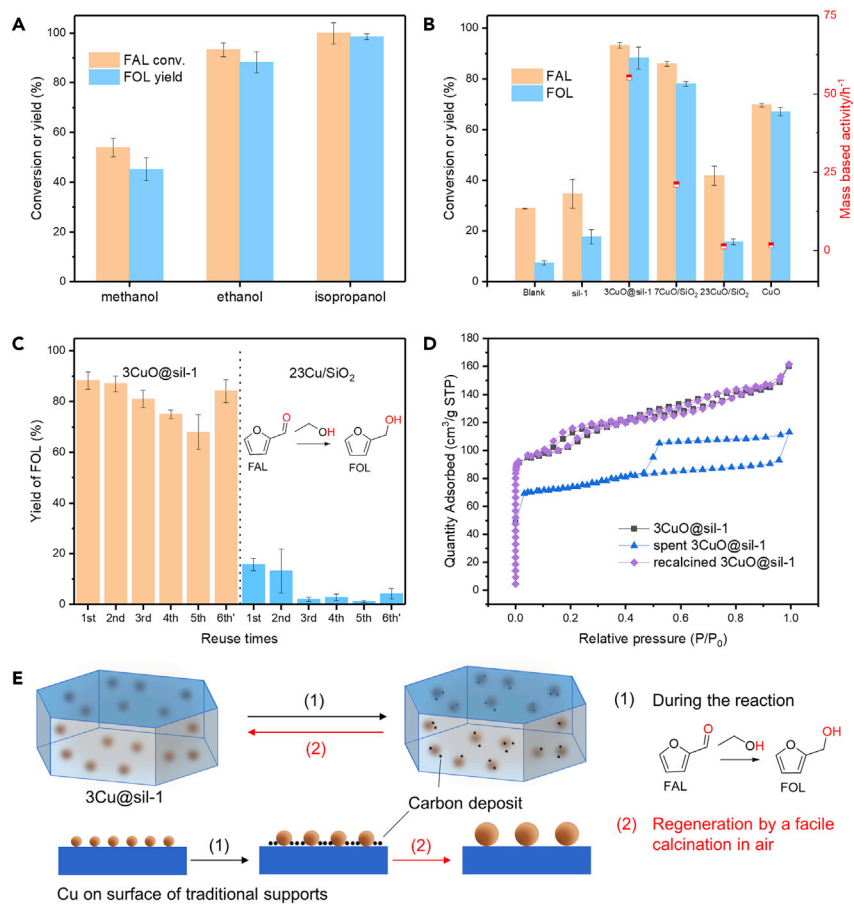 A
FAL conv.
FOL yield
Conversion or yield (%)
100
80
60
40
20
0
methanol
ethanol
isopropanol
B
FAL
FOL
Conversion or yield (%)
100
80
60
40
20
0
Mass based activity/h⁻¹
75
50
25
0
Blank
sil-1
3CuO@sil-1
7CuO/SiO₂
23CuO/SiO₂
CuO
C
3CuO@sil-1
23Cu/SiO₂
Yield of FOL (%)
100
80
60
40
20
0
O
O
OH
O
OH
FAL
FOL
1st
2nd
3rd
4th
5th
6th'
1st
2nd
3rd
4th
5th
6th'
Reuse times
D
Quantity Adsorbed (cm³/g STP)
180
160
140
120
100
80
60
40
20
0
3CuO@sil-1
spent 3CuO@sil-1
recalcined 3CuO@sil-1
0.0
0.2
0.4
0.6
0.8
1.0
Relative pressure (P/P₀)
E
(1)
(2)
3Cu@sil-1
Carbon deposit
(1)
(2)
Cu on surface of traditional supports
(1) During the reaction
O
O
OH
O
OH
FAL
FOL
(2) Regeneration by a facile
calcination in air